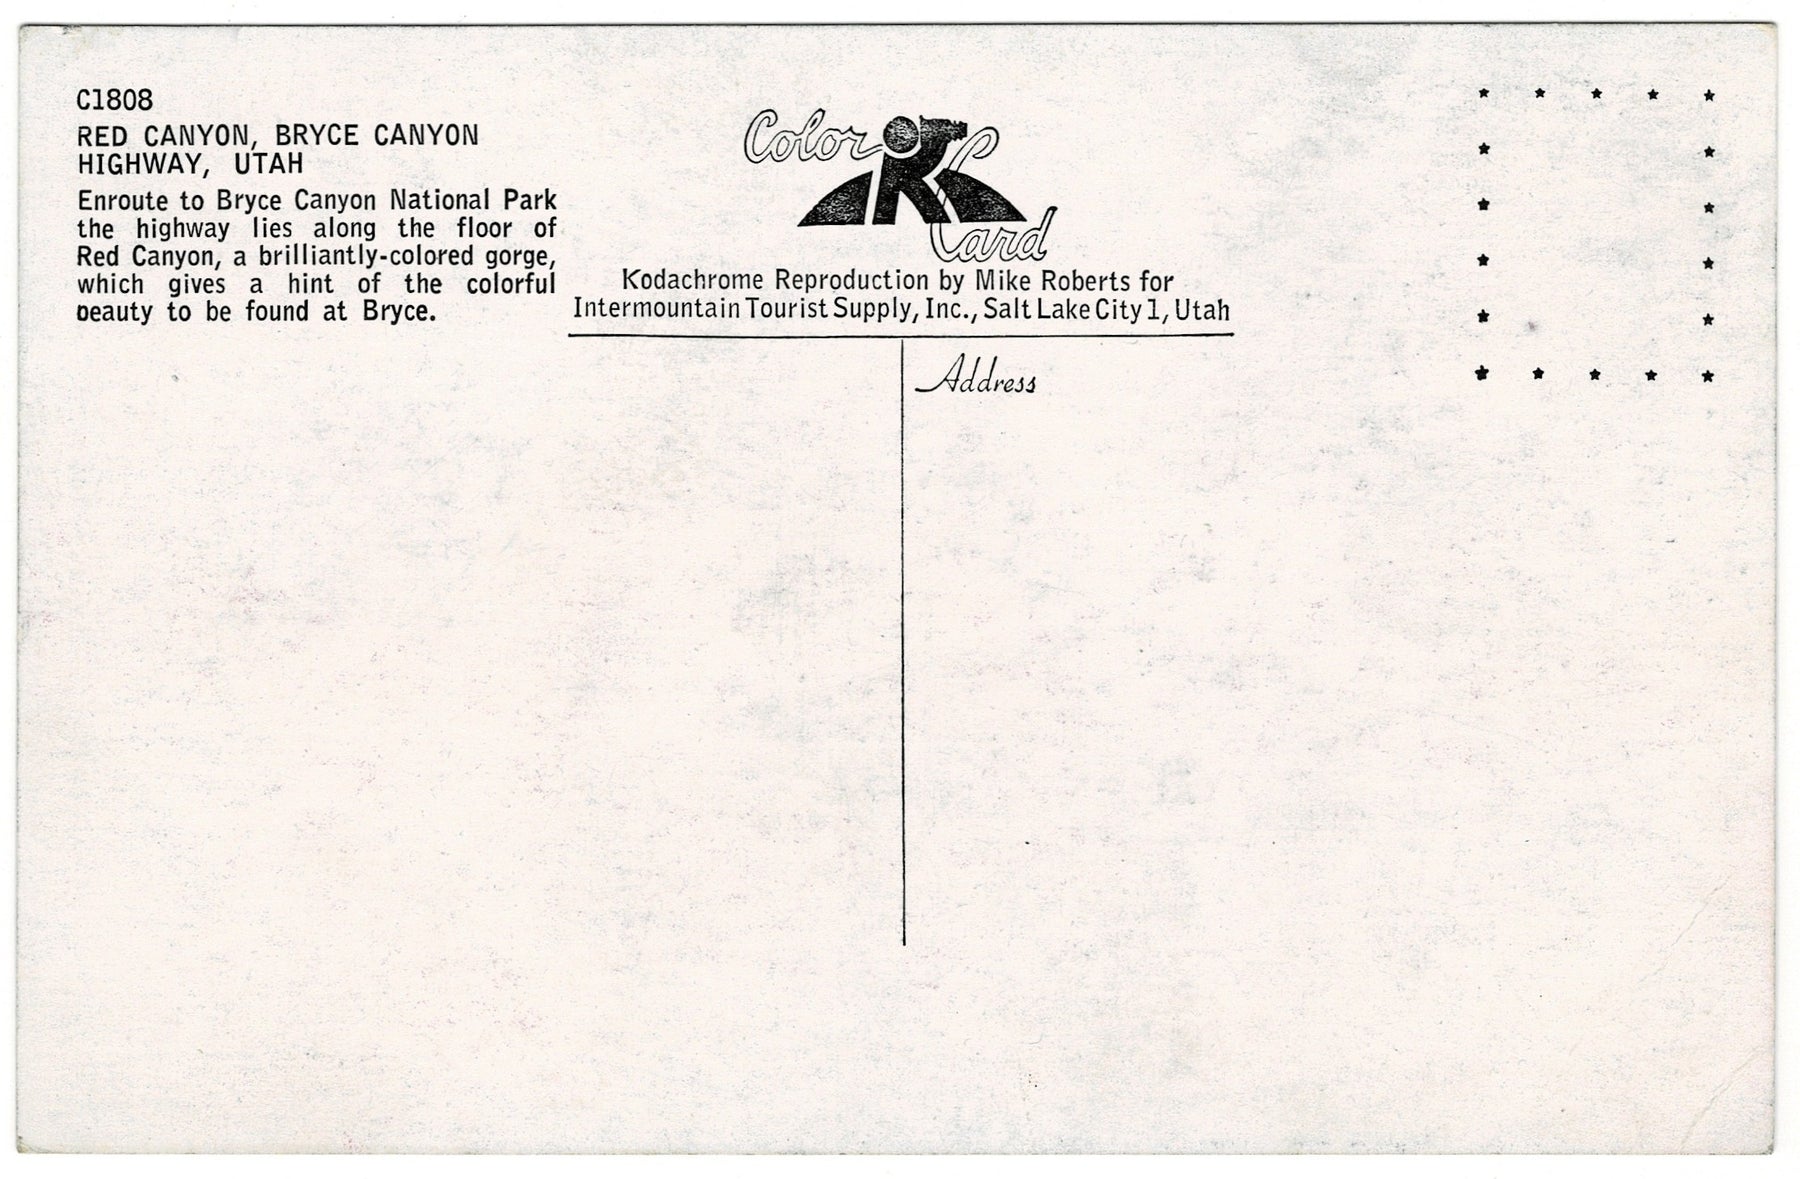 C1808
RED CANYON, BRYCE CANYON
HIGHWAY, UTAH
Enroute to Bryce Canyon National Park
the highway lies along the floor of
Red Canyon, a brilliantly-colored gorge,
which gives a hint of the colorful
beauty to be found at Bryce.
Color
Card
Kodachrome Reproduction by Mike Roberts for
Intermountain Tourist Supply, Inc., Salt Lake City 1, Utah
Address